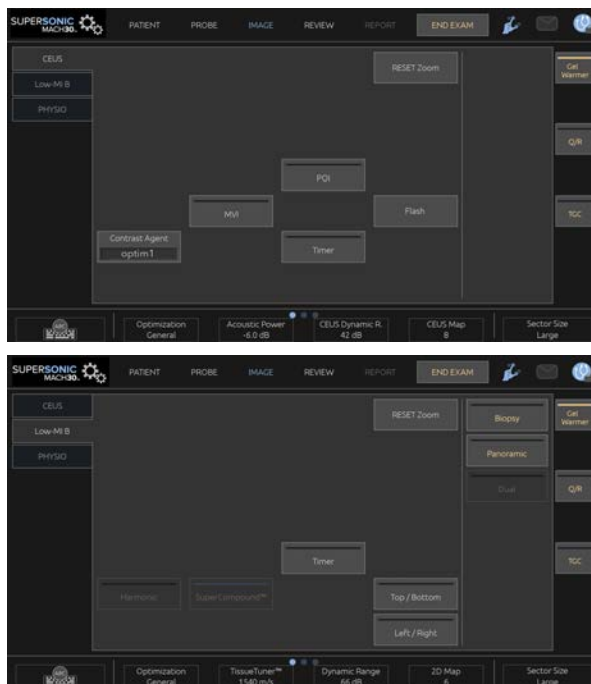 SUPERSONIC
MACH30
PATIENT PROBE IMAGE REVIEW REPORT END EXAM
CEUS
Low-MI B
PHYSIO
RESET Zoom
Gel
Warmer
Q/R
PQI
MVI
Flash
TGC
Contrast Agent
optim1
Timer
Optimization
General
Acoustic Power
-6.0 dB
CEUS Dynamic R.
42 dB
CEUS Map
8
Sector Size
Large
SUPERSONIC
MACH30
PATIENT PROBE IMAGE REVIEW REPORT END EXAM
CEUS
Low-MI B
PHYSIO
RESET Zoom
Biopsy
Gel
Warmer
Panoramic
Dual
Q/R
Timer
TGC
Harmonic
SuperCompound™
Top / Bottom
Left / Right
Optimization
General
TissueTuner™
1540 m/s
Dynamic Range
66 dB
2D Map
6
Sector Size
Large